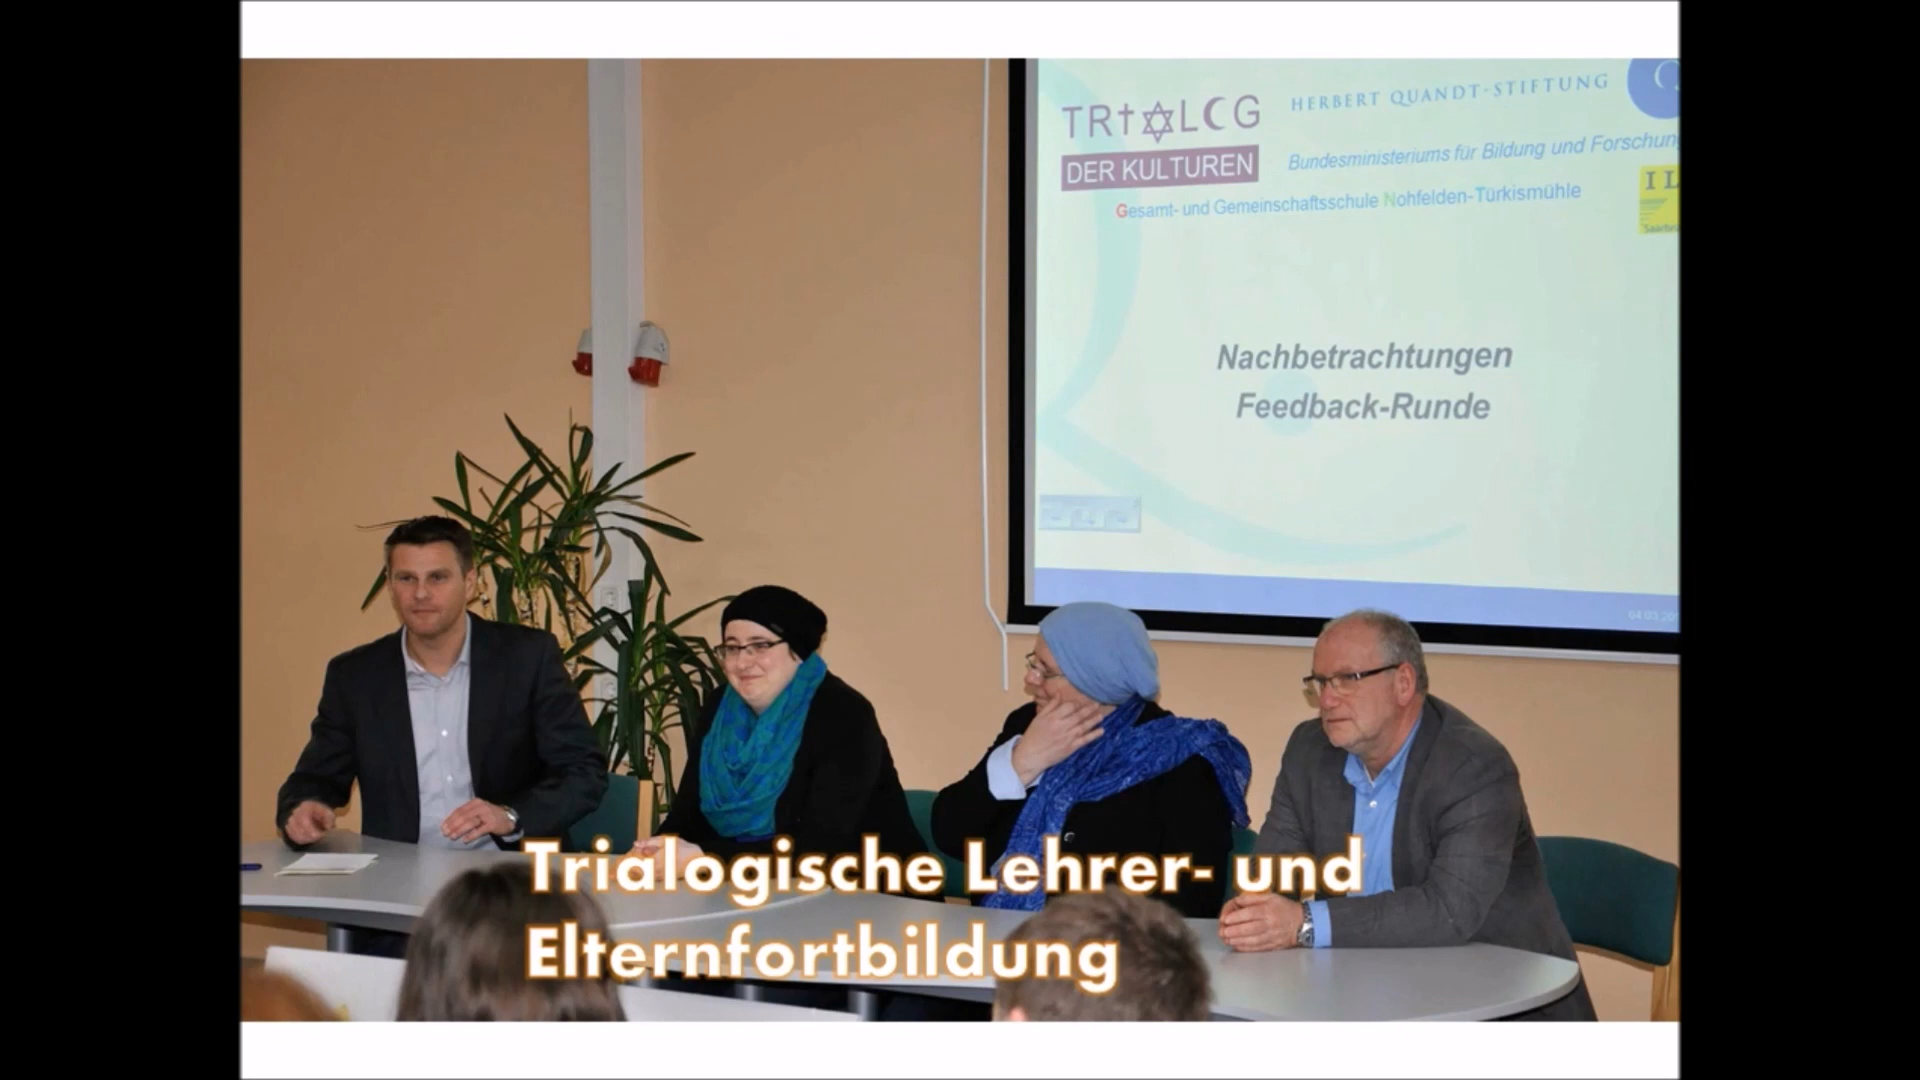 TRIALOG
HERBERT QUANDT-STIFTUNG
DER KULTUREN
Bundesministeriums für Bildung und Forschung
Gesamt- und Gemeinschaftsschule Nohfelden-Türkismühle
Nachbetrachtungen
Feedback-Runde
Trialogische Lehrer- und
Elternfortbildung